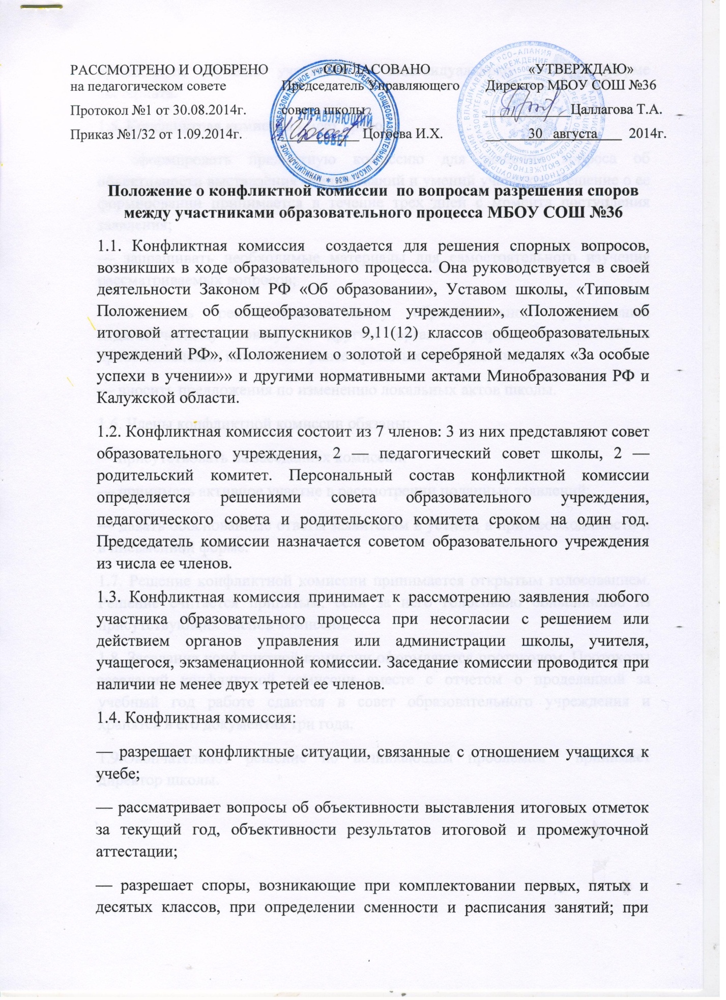 РАССМОТРЕНО И ОДОБРЕНО
на педагогическом совете
Протокол №1 от 30.08.2014г.
Приказ №1/32 от 1.09.2014г.
СОГЛАСОВАНО
Председатель Управляющего
совета школы
Цогоева И.Х.
«УТВЕРЖДАЮ»
Директор МБОУ СОШ №36
Цаллагова Т.А.
30 августа 2014г.
МУНИЦИПАЛЬНОЕ ОБЩЕОБРАЗОВАТЕЛЬНОЕ УЧРЕЖДЕНИЕ СРЕДНЯЯ ОБЩЕОБРАЗОВАТЕЛЬНАЯ ШКОЛА №36
УПРАВЛЯЮЩИЙ
СОВЕТ
Положение о конфликтной комиссии по вопросам разрешения споров
между участниками образовательного процесса МБОУ СОШ №36
1.1. Конфликтная комиссия создается для решения спорных вопросов,
возникших в ходе образовательного процесса. Она руководствуется в своей
деятельности Законом РФ «Об образовании», Уставом школы, «Типовым
Положением об общеобразовательном учреждении», «Положением об
итоговой аттестации выпускников 9,11(12) классов общеобразовательных
учреждений РФ», «Положением о золотой и серебряной медалях «За особые
успехи в учении»» и другими нормативными актами Минобразования РФ и
Калужской области.
1.2. Конфликтная комиссия состоит из 7 членов: 3 из них представляют совет
образовательного учреждения, 2 — педагогический совет школы, 2 —
родительский комитет. Персональный состав конфликтной комиссии
определяется решениями совета образовательного учреждения,
педагогического совета и родительского комитета сроком на один год.
Председатель комиссии назначается советом образовательного учреждения
из числа ее членов.
1.3. Конфликтная комиссия принимает к рассмотрению заявления любого
участника образовательного процесса при несогласии с решением или
действием органов управления или администрации школы, учителя,
учащегося, экзаменационной комиссии. Заседание комиссии проводится при
наличии не менее двух третей ее членов.
1.4. Конфликтная комиссия:
— разрешает конфликтные ситуации, связанные с отношением учащихся к
учебе;
— рассматривает вопросы об объективности выставления итоговых отметок
за текущий год, объективности результатов итоговой и промежуточной
аттестации;
— разрешает споры, возникающие при комплектовании первых, пятых и
десятых классов, при определении сменности и расписания занятий; при